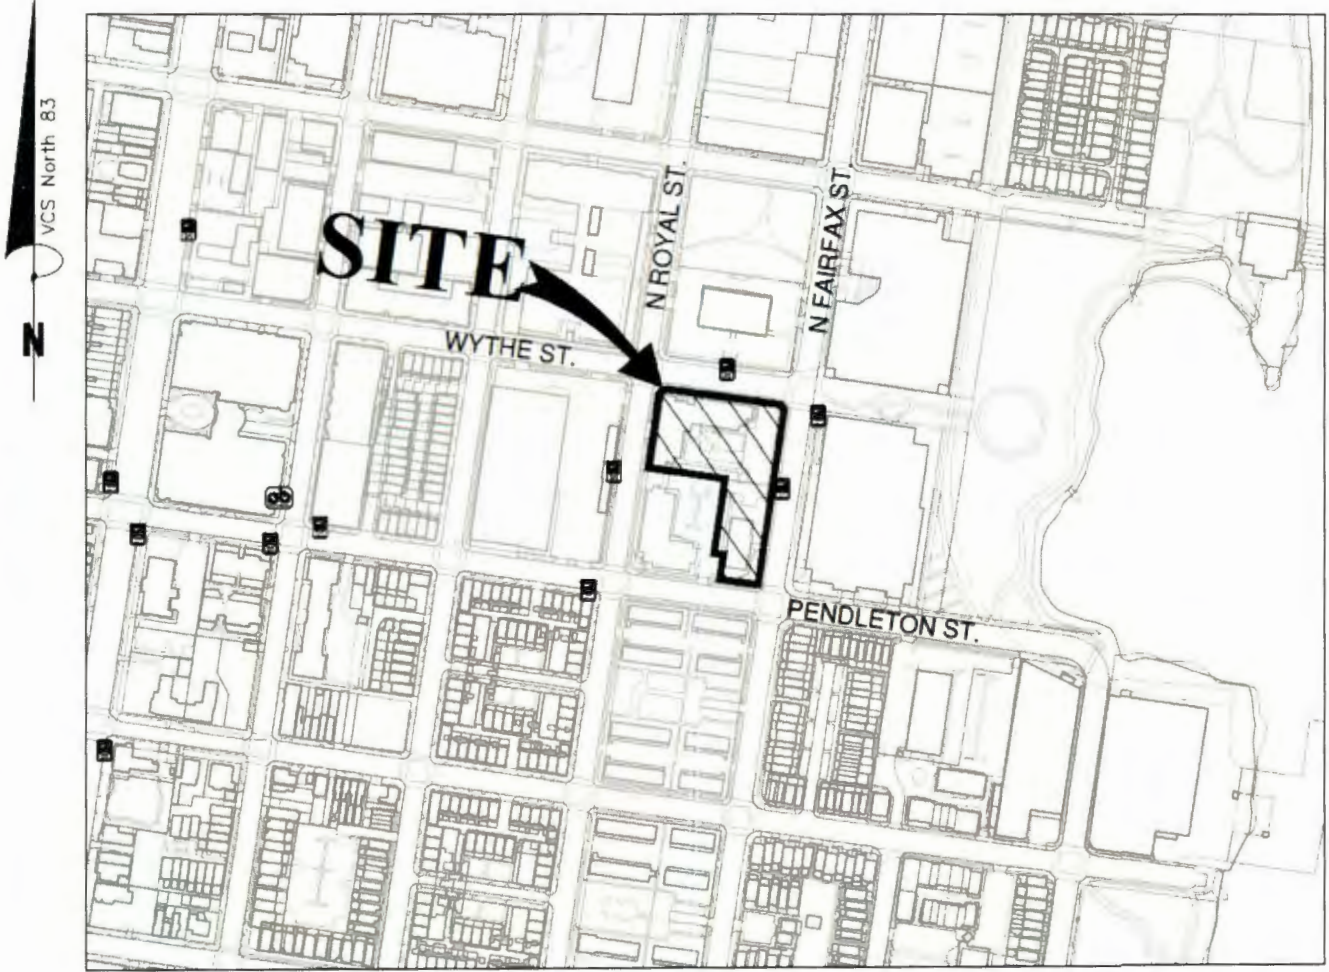 VCS North 83
N
SITE
N ROYAL ST.
N FAIRFAX ST.
WYTHE ST.
PENDLETON ST.